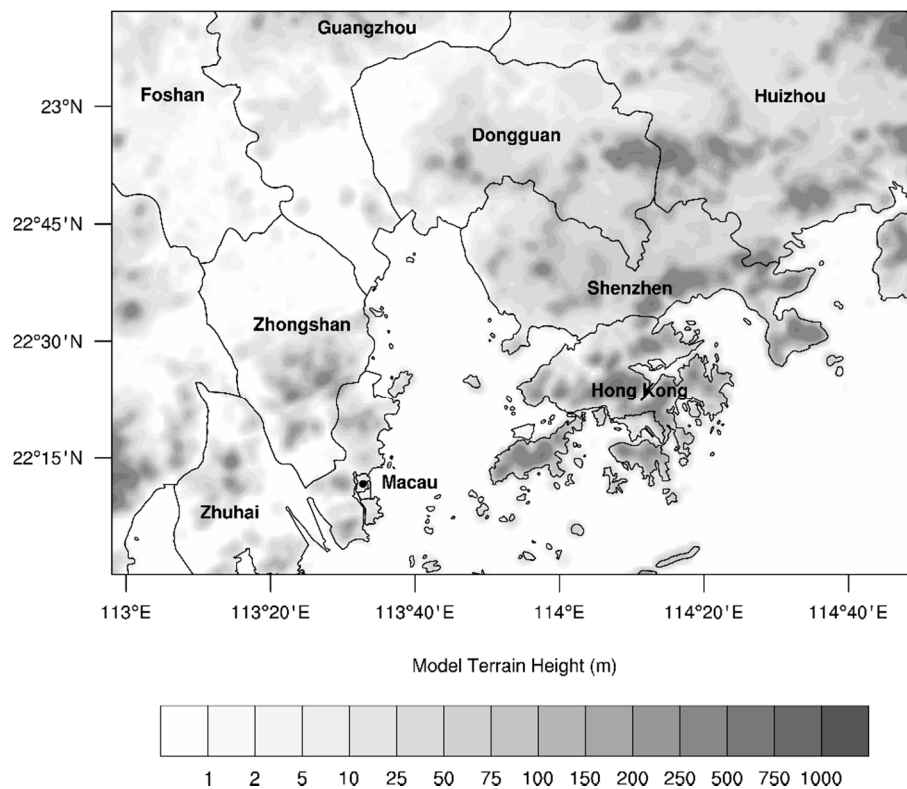 Guangzhou
Foshan
Huizhou
23°N
Dongguan
22°45'N
Shenzhen
Zhongshan
22°30'N
Hong Kong
22°15'N
Macau
Zhuhai
113°E 113°20'E 113°40'E 114°E 114°20'E 114°40'E
Model Terrain Height (m)
1 2 5 10 25 50 75 100 150 200 250 500 750 1000